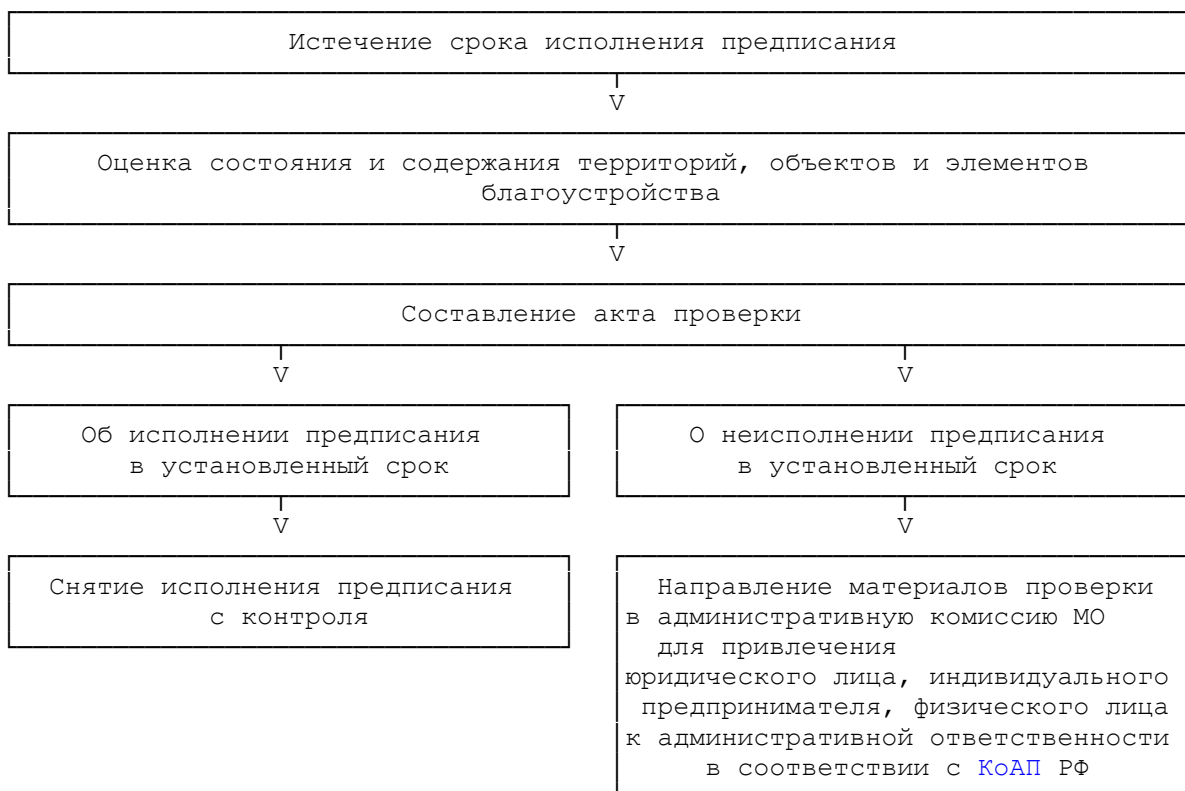 Истечение срока исполнения предписания
V
Оценка состояния и содержания территорий, объектов и элементов
благоустройства
V
Составление акта проверки
V V
Об исполнении предписания
в установленный срок
О неисполнении предписания
в установленный срок
V V
Снятие исполнения предписания
с контроля
Направление материалов проверки
в административную комиссию МО
для привлечения
юридического лица, индивидуального
предпринимателя, физического лица
к административной ответственности
в соответствии с КоАП РФ